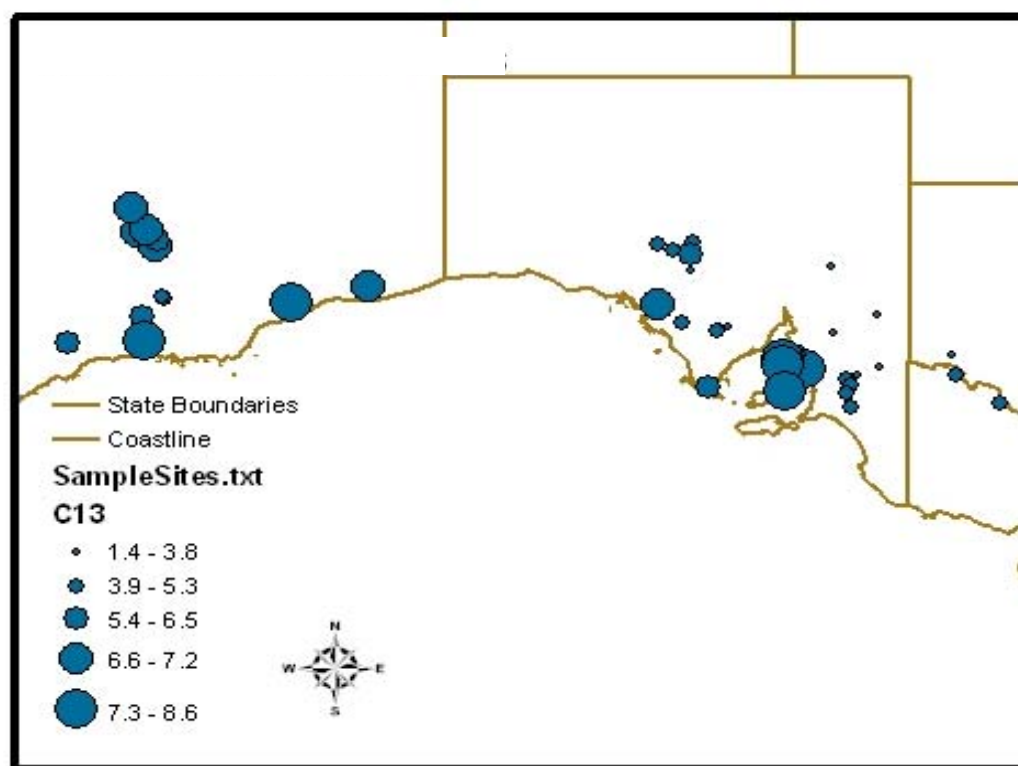 State Boundaries
Coastline
SampleSites.txt
C13
1.4 - 3.8
3.9 - 5.3
5.4 - 6.5
6.6 - 7.2
7.3 - 8.6
N
W E
S